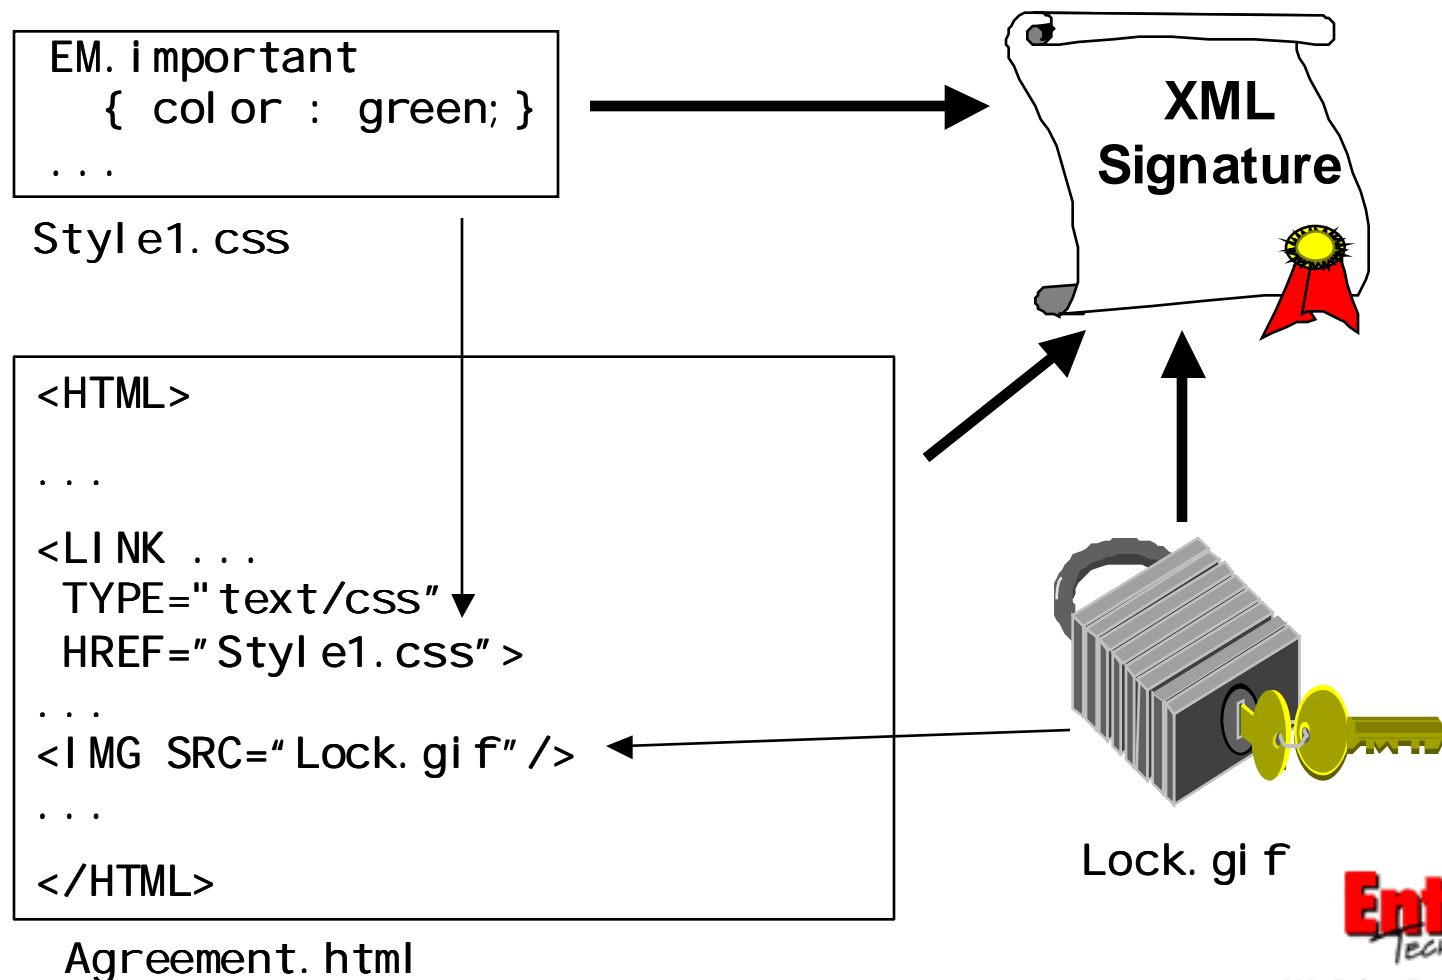 EM.important
{ color : green;}
...
Style1.css
XML
Signature
<HTML>
...
<LINK ...
TYPE="text/css"
HREF="Style1.css">
...
<IMG SRC="Lock.gif"/>
...
</HTML>
Agreement.html
Lock.gif